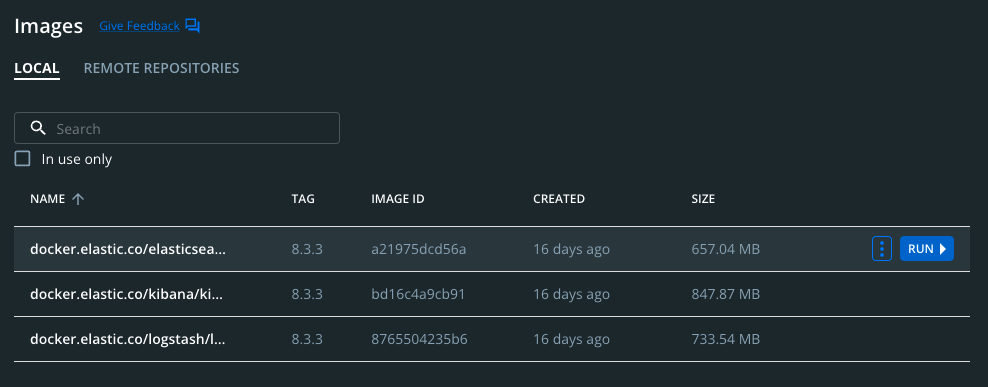 Images Give Feedback
LOCAL REMOTE REPOSITORIES
Search
In use only
NAME TAG IMAGE ID CREATED SIZE
docker.elastic.co/elasticsea... 8.3.3 a21975dcd56a 16 days ago 657.04 MB RUN
docker.elastic.co/kibana/ki... 8.3.3 bd16c4a9cb91 16 days ago 847.87 MB
docker.elastic.co/logstash/l... 8.3.3 8765504235b6 16 days ago 733.54 MB